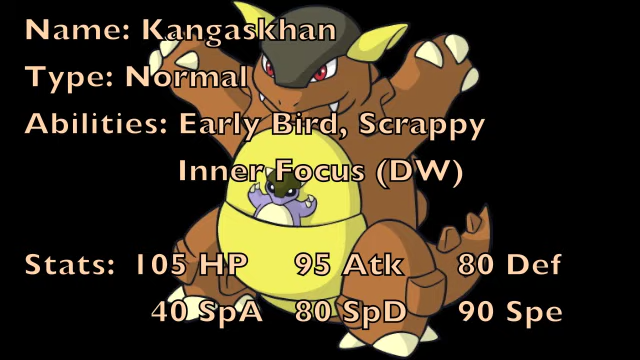 Name: Kangaskhan
Type: Normal
Abilities: Early Bird, Scrappy
Inner Focus (DW)
Stats: 105 HP 95 Atk 80 Def
40 SpA 80 SpD 90 Spe